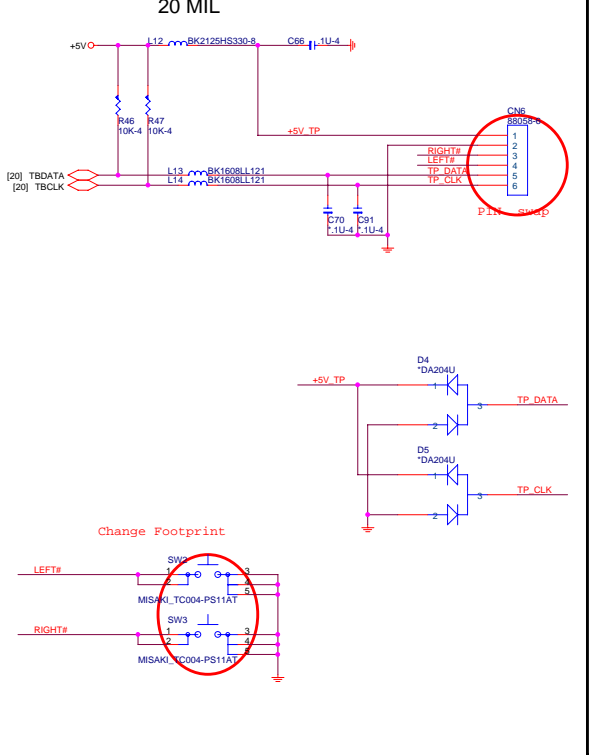 20 MIL
+5V
L12
BK2125HS330-8
C66
.1U-4
R46
10K-4
R47
10K-4
+5V_TP
CN6
88058-6
1
2
3
4
5
6
RIGHT#
LEFT#
TP_DATA
TP_CLK
[20] TBDATA
[20] TBCLK
L13
BK1608LL121
L14
BK1608LL121
C70
*.1U-4
C91
*.1U-4
PIN swap
D4
*DA204U
+5V_TP
1
2
3
TP_DATA
D5
*DA204U
1
2
3
TP_CLK
Change Footprint
LEFT#
SW2
1
2
3
4
5
MISAKI_TC004-PS11AT
RIGHT#
SW3
1
2
3
4
5
MISAKI_TC004-PS11AT